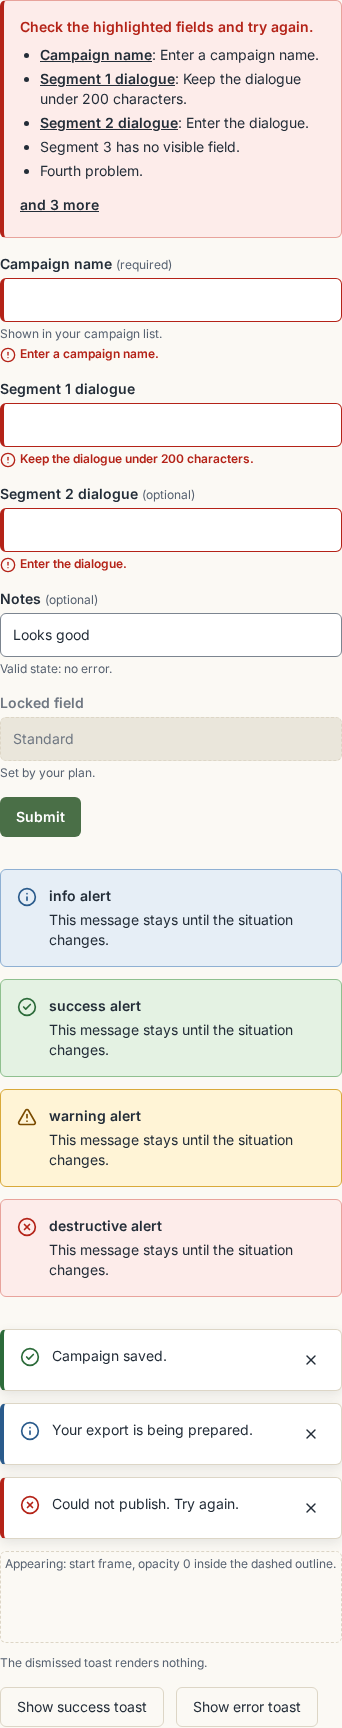 Check the highlighted fields and try again.
Campaign name: Enter a campaign name.
Segment 1 dialogue: Keep the dialogue
under 200 characters.
Segment 2 dialogue: Enter the dialogue.
Segment 3 has no visible field.
Fourth problem.
and 3 more
Campaign name (required)
Shown in your campaign list.
Enter a campaign name.
Segment 1 dialogue
Keep the dialogue under 200 characters.
Segment 2 dialogue (optional)
Enter the dialogue.
Notes (optional)
Looks good
Valid state: no error.
Locked field
Standard
Set by your plan.
Submit
info alert
This message stays until the situation
changes.
success alert
This message stays until the situation
changes.
warning alert
This message stays until the situation
changes.
destructive alert
This message stays until the situation
changes.
Campaign saved.
Your export is being prepared.
Could not publish. Try again.
Appearing: start frame, opacity 0 inside the dashed outline.
The dismissed toast renders nothing.
Show success toast Show error toast